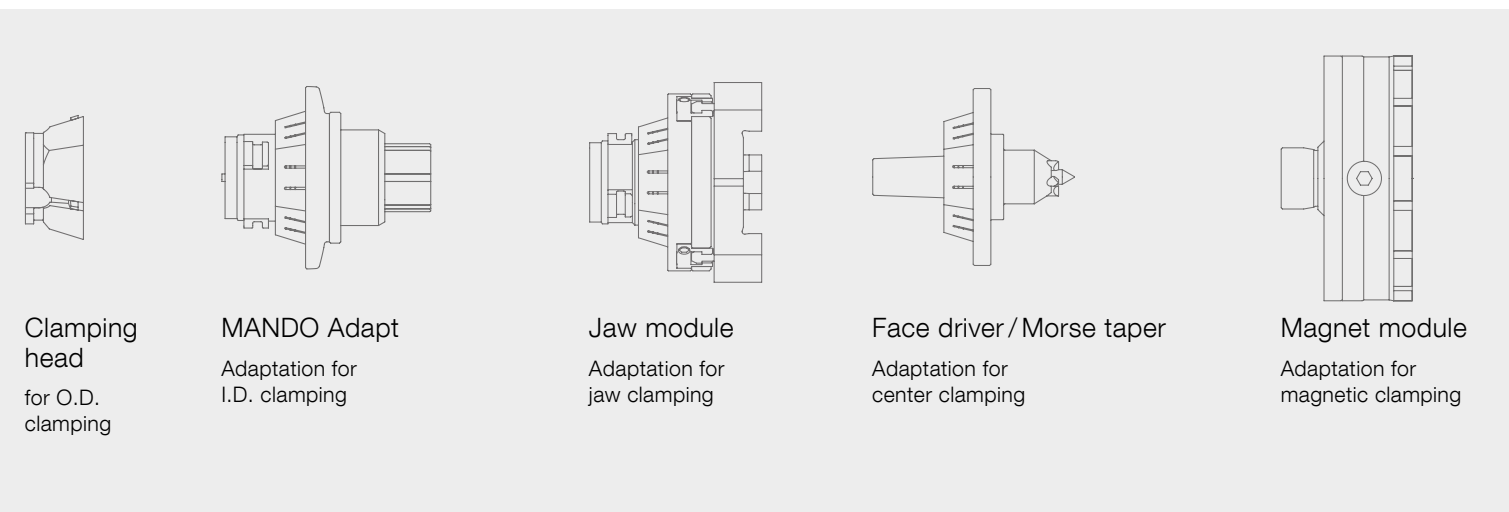 Clamping
head
for O.D.
clamping
MANDO Adapt
Adaptation for
I.D. clamping
Jaw module
Adaptation for
jaw clamping
Face driver / Morse taper
Adaptation for
center clamping
Magnet module
Adaptation for
magnetic clamping